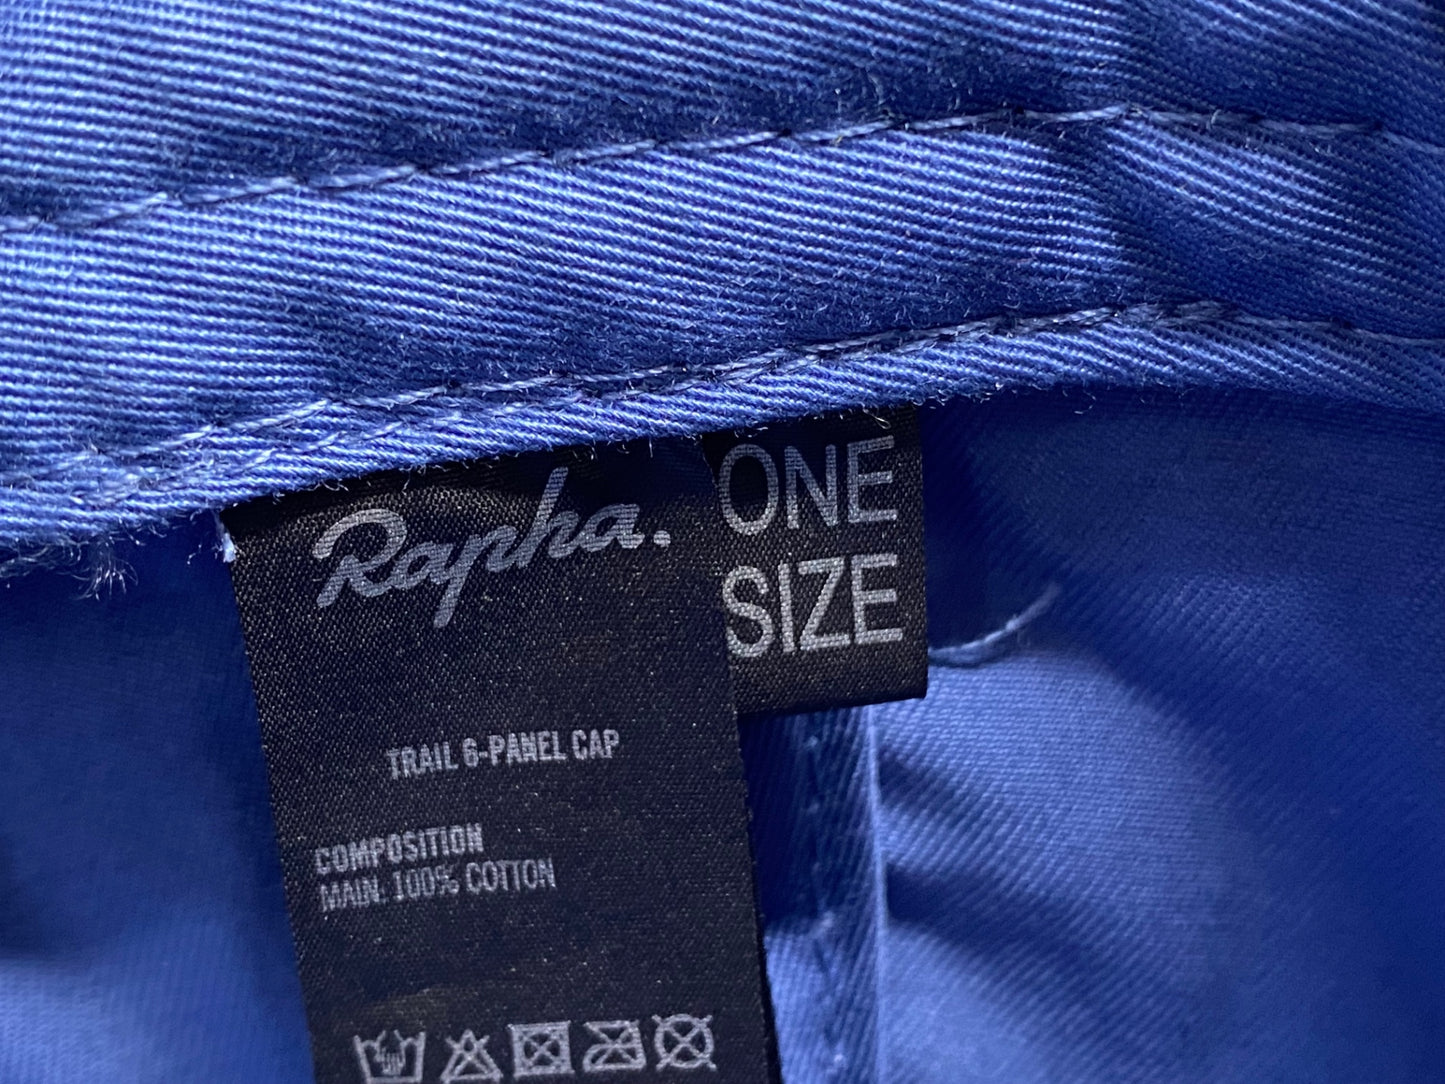 Rapha.
ONE
SIZE
TRAIL 6-PANEL CAP
COMPOSITION
MAIN: 100% COTTON